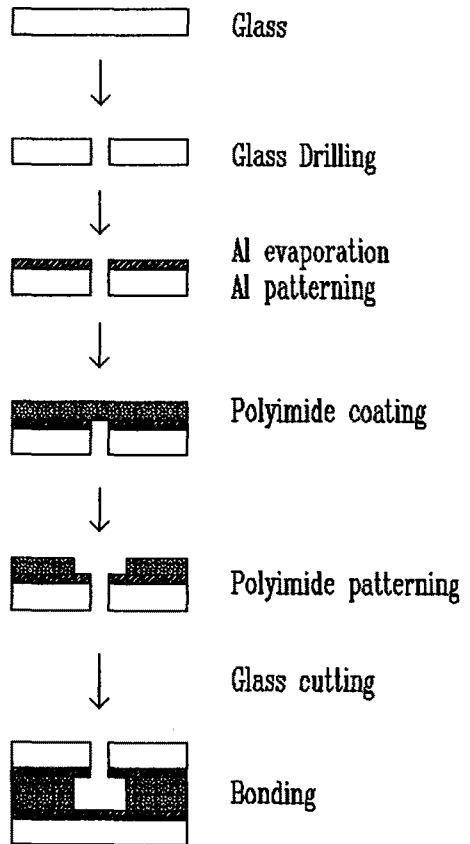 Glass
Glass Drilling
Al evaporation
Al patterning
Polyimide coating
Polyimide patterning
Glass cutting
Bonding